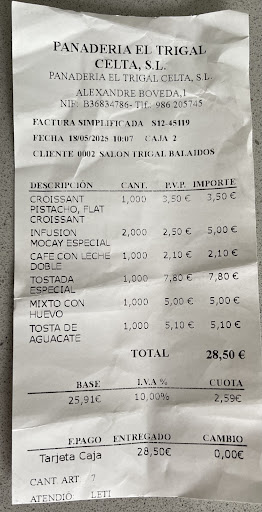 PANADERIA EL TRIGAL
CELTA, S.L.
PANADERIA EL TRIGAL CELTA, S.L.
ALEXANDRE BOVEDA,1
NIF: B36834786- Tlf. 986 205745
FACTURA SIMPLIFICADA S12-45119
FECHA 18/05/2025 10:07 CAJA 2
CLIENTE 0002 SALON TRIGAL BALAIDOS
DESCRIPCIÓN CANT. P.V.P. IMPORTE
CROISSANT 1,000 3,50 € 3,50 €
PISTACHO, FLAT
CROISSANT
INFUSION 2,000 2,50 € 5,00 €
MOCAY ESPECIAL
CAFE CON LECHE 1,000 2,10 € 2,10 €
DOBLE
TOSTADA 1,000 7,80 € 7,80 €
ESPECIAL
MIXTO CON 1,000 5,00 € 5,00 €
HUEVO
TOSTA DE 1,000 5,10 € 5,10 €
AGUACATE
TOTAL 28,50 €
BASE I.V.A % CUOTA
25,91€ 10,00% 2,59€
F.PAGO ENTREGADO CAMBIO
Tarjeta Caja 28,50€ 0,00€
CANT. ART. 7
ATENDIÓ: LETI